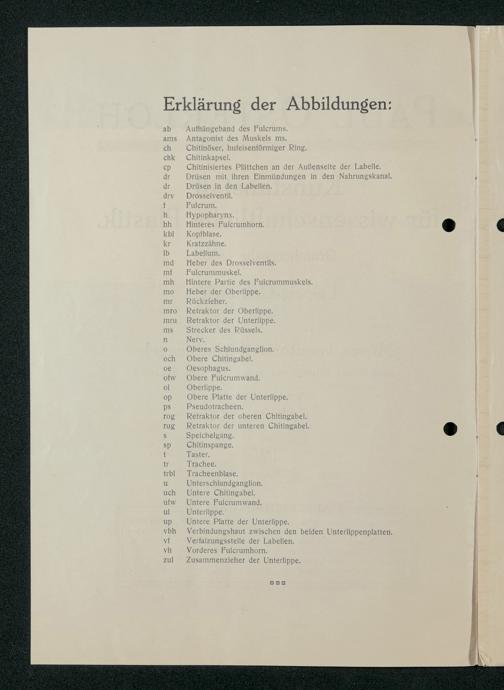 Erklärung der Abbildungen:
ab Aufhängeband des Fulcrums.
ams Antagonist des Muskels ms.
ch Chitinöser, hufeisenförmiger Ring.
chk Chitinkapsel.
cp Chitinisiertes Plättchen an der Außenseite der Labelle.
dr Drüsen mit ihren Einmündungen in den Nahrungskanal.
dr Drüsen in den Labellen.
drv Drosselventil.
f Fulcrum.
h Hypopharynx.
hh Hinteres Fulcrumhorn.
kbl Kopfblase.
kr Kratzzähne.
lb Labellum.
md Heber des Drosselventils.
mf Fulcrummuskel.
mh Hintere Partie des Fulcrummuskels.
mo Heber der Oberlippe.
mr Rückzieher.
mro Retraktor der Oberlippe.
mru Retraktor der Unterlippe.
ms Strecker des Rüssels.
n Nerv.
o Oberes Schlundganglion.
och Obere Chitingabel.
oe Oesophagus.
ofw Obere Fulcrumwand.
ol Oberlippe.
op Obere Platte der Unterlippe.
ps Pseudotracheen.
rog Retraktor der oberen Chitingabel.
rug Retraktor der unteren Chitingabel.
s Speichelgang.
sp Chitinspange.
t Taster.
tr Trachee.
trbl Tracheenblase.
u Unterschlundganglion.
uch Untere Chitingabel.
ufw Untere Fulcrumwand.
ul Unterlippe.
up Untere Platte der Unterlippe.
vbh Verbindungshaut zwischen den beiden Unterlippenplatten.
vf Verfalzungsstelle der Labellen.
vh Vorderes Fulcrumhorn.
zul Zusammenzieher der Unterlippe.